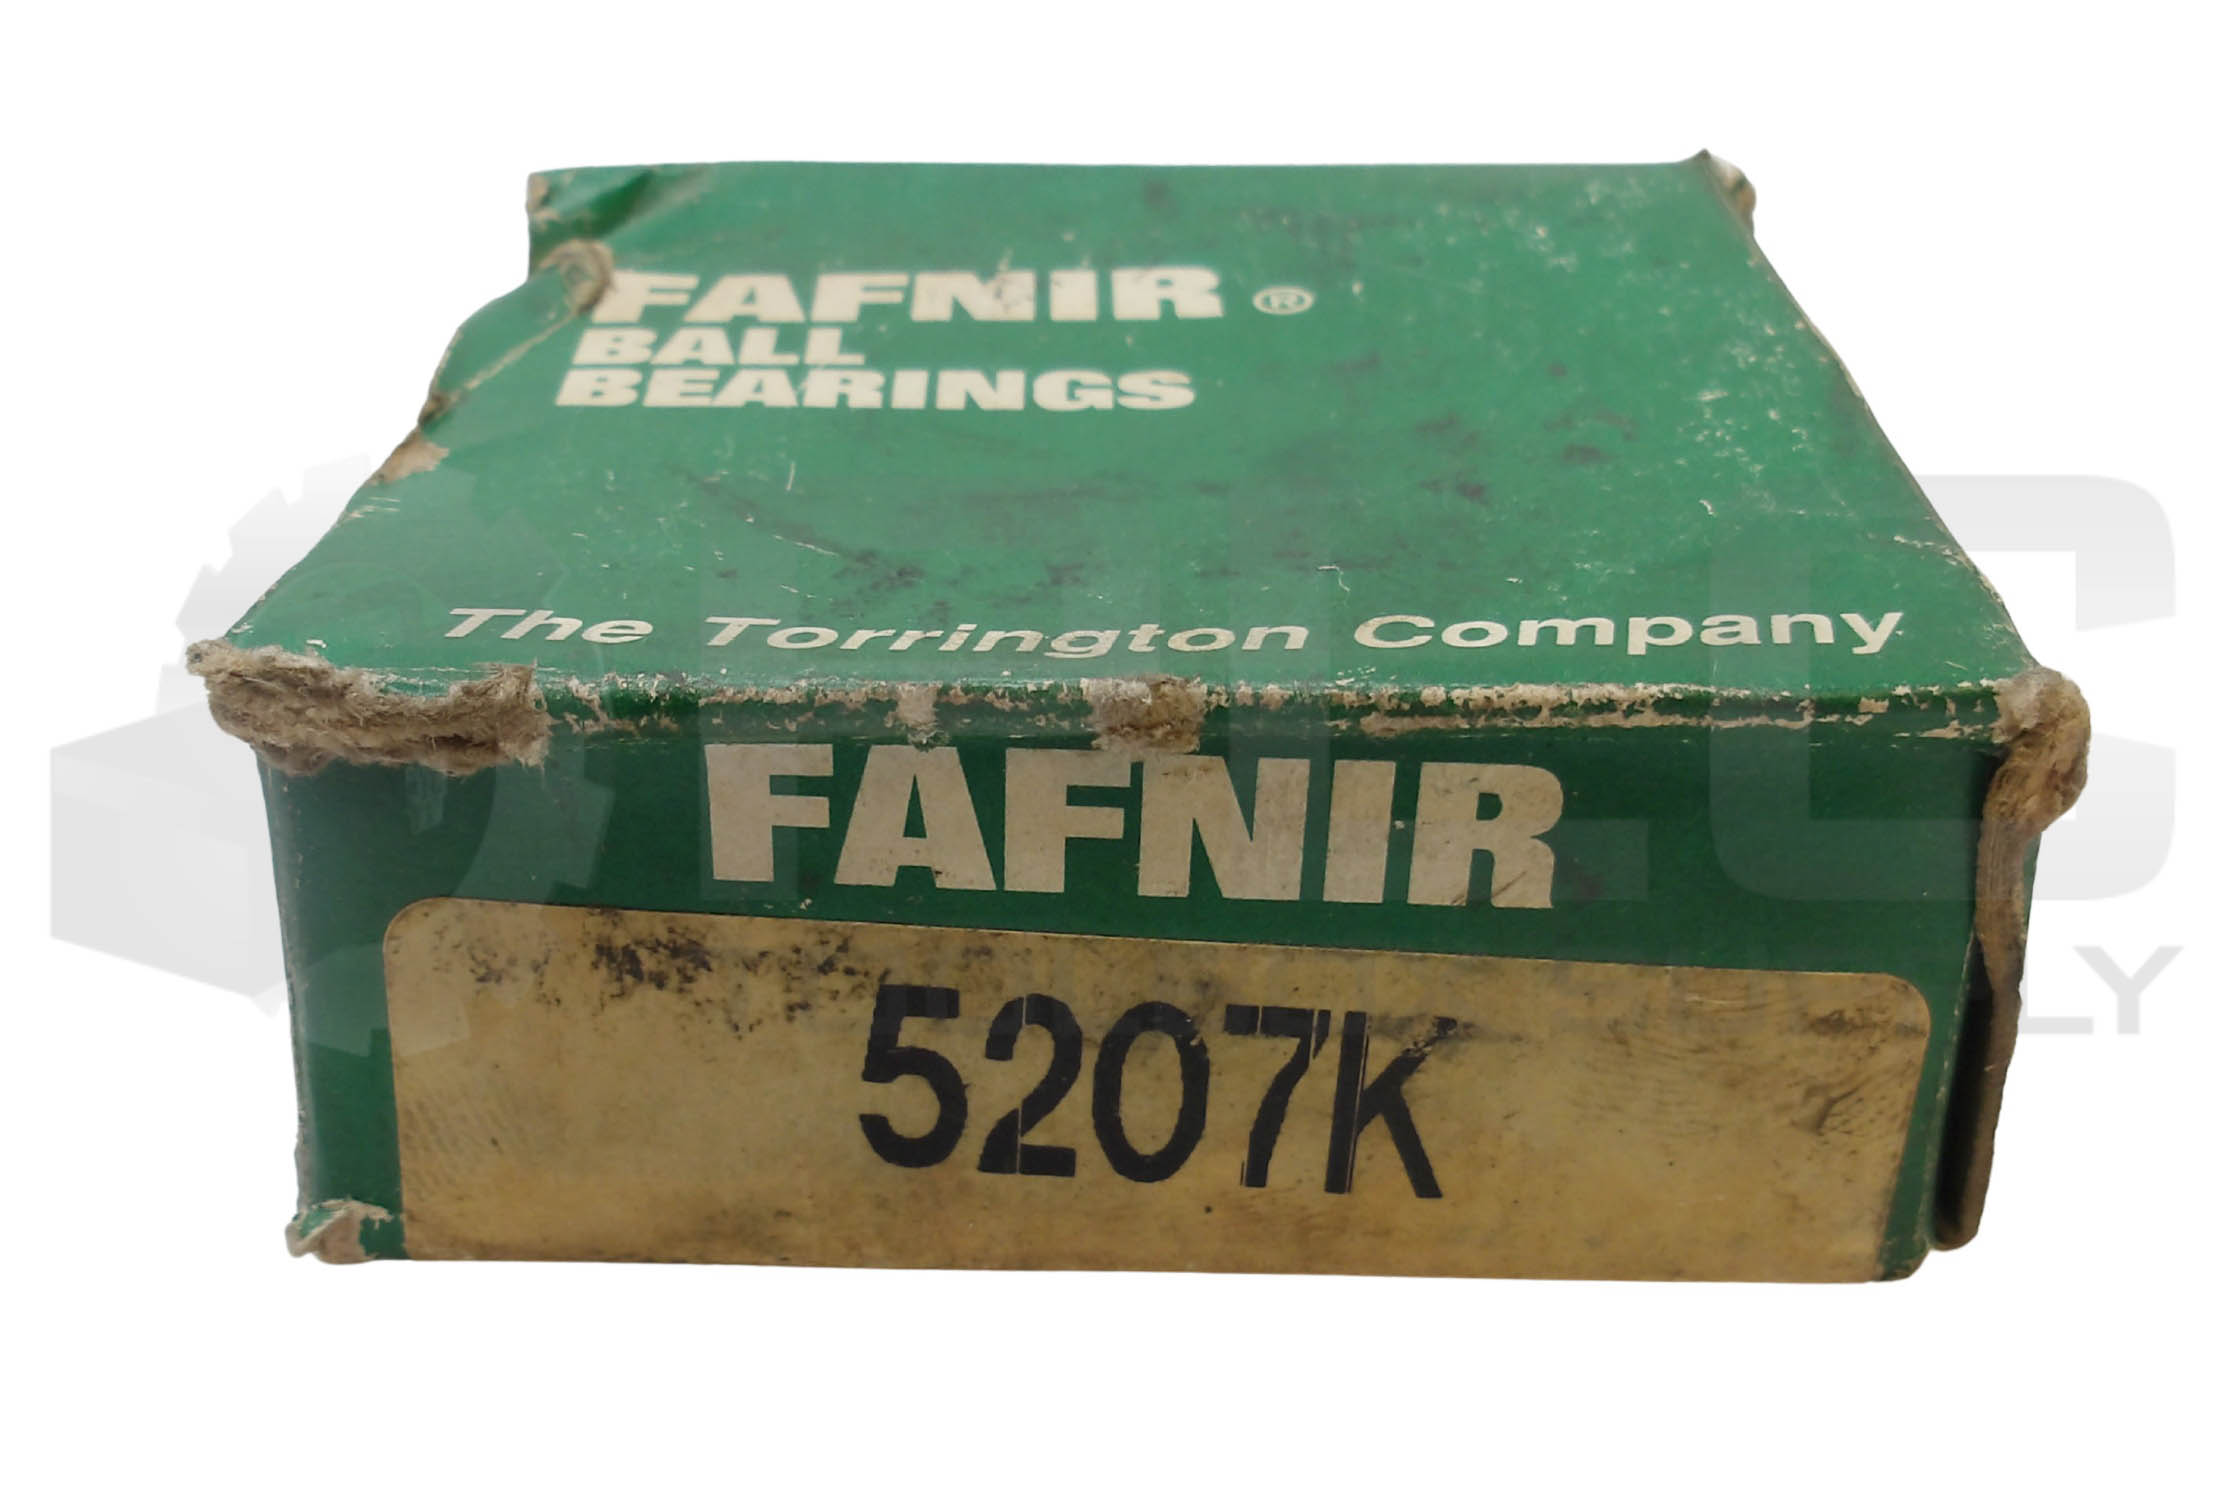 FAFNIR ®
BALL
BEARINGS
The Torrington Company
FAFNIR
5207K